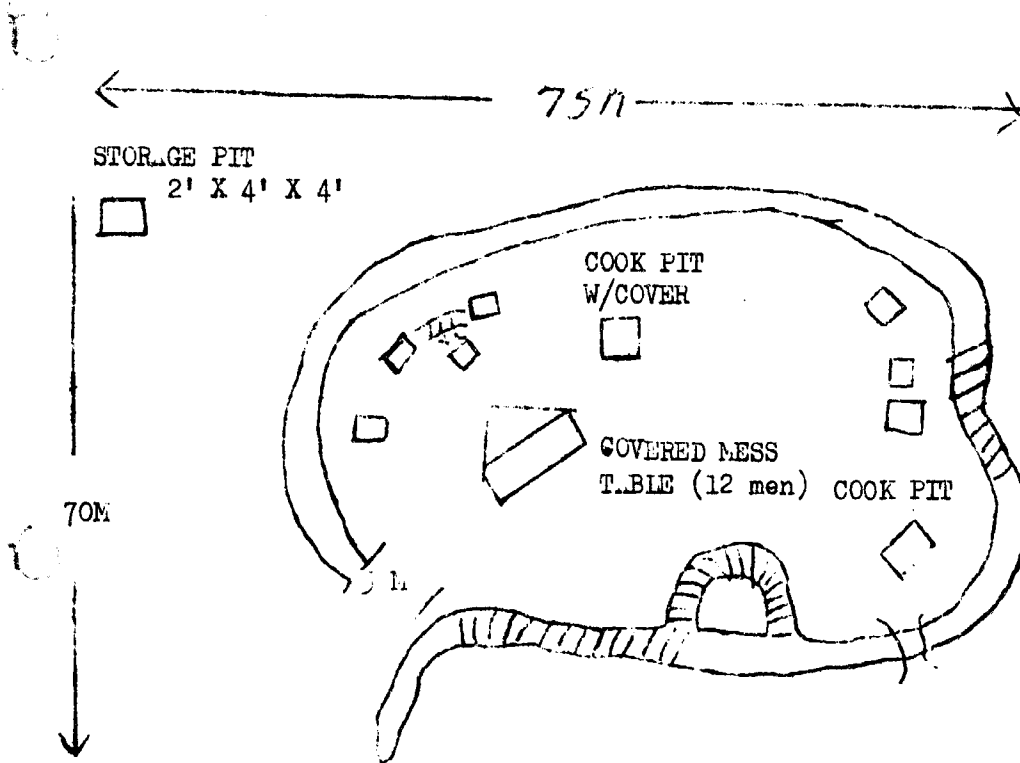 75M
STORAGE PIT
2' X 4' X 4'
COOK PIT
W/COVER
COVERED MESS
TABLE (12 men)
COOK PIT
70M
M